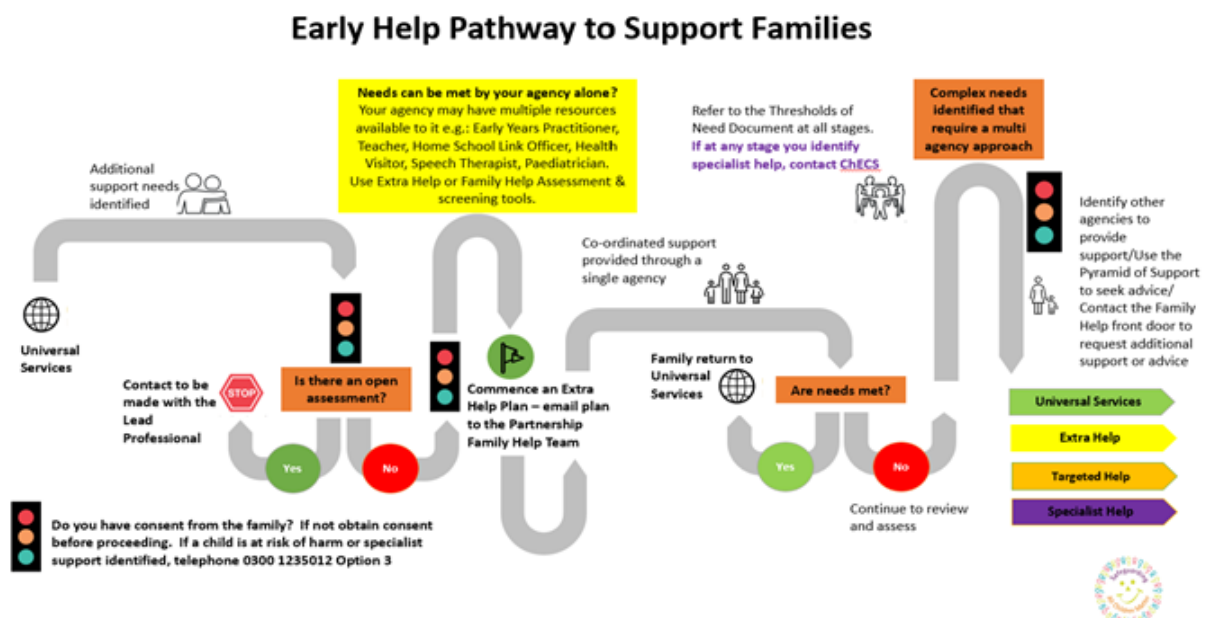 Early Help Pathway to Support Families
Additional
support needs
identified
Universal
Services
Needs can be met by your agency alone?
Your agency may have multiple resources
available to it e.g.: Early Years Practitioner,
Teacher, Home School Link Officer, Health
Visitor, Speech Therapist, Paediatrician.
Use Extra Help or Family Help Assessment &
screening tools.
Contact to be
made with the
Lead
Professional
STOP
Is there an open
assessment?
Yes
No
Commence an Extra
Help Plan – email plan
to the Partnership
Family Help Team
Co-ordinated support
provided through a
single agency
Refer to the Thresholds of
Need Document at all stages.
If at any stage you identify
specialist help, contact ChECS
Family return to
Universal
Services
Are needs met?
Yes
No
Continue to review
and assess
Complex needs
identified that
require a multi
agency approach
Identify other
agencies to
provide
support/Use the
Pyramid of Support
to seek advice/
Contact the Family
Help front door to
request additional
support or advice
Universal Services
Extra Help
Targeted Help
Specialist Help
Do you have consent from the family?  If not obtain consent
before proceeding.  If a child is at risk of harm or specialist
support identified, telephone 0300 1235012 Option 3
Safeguarding